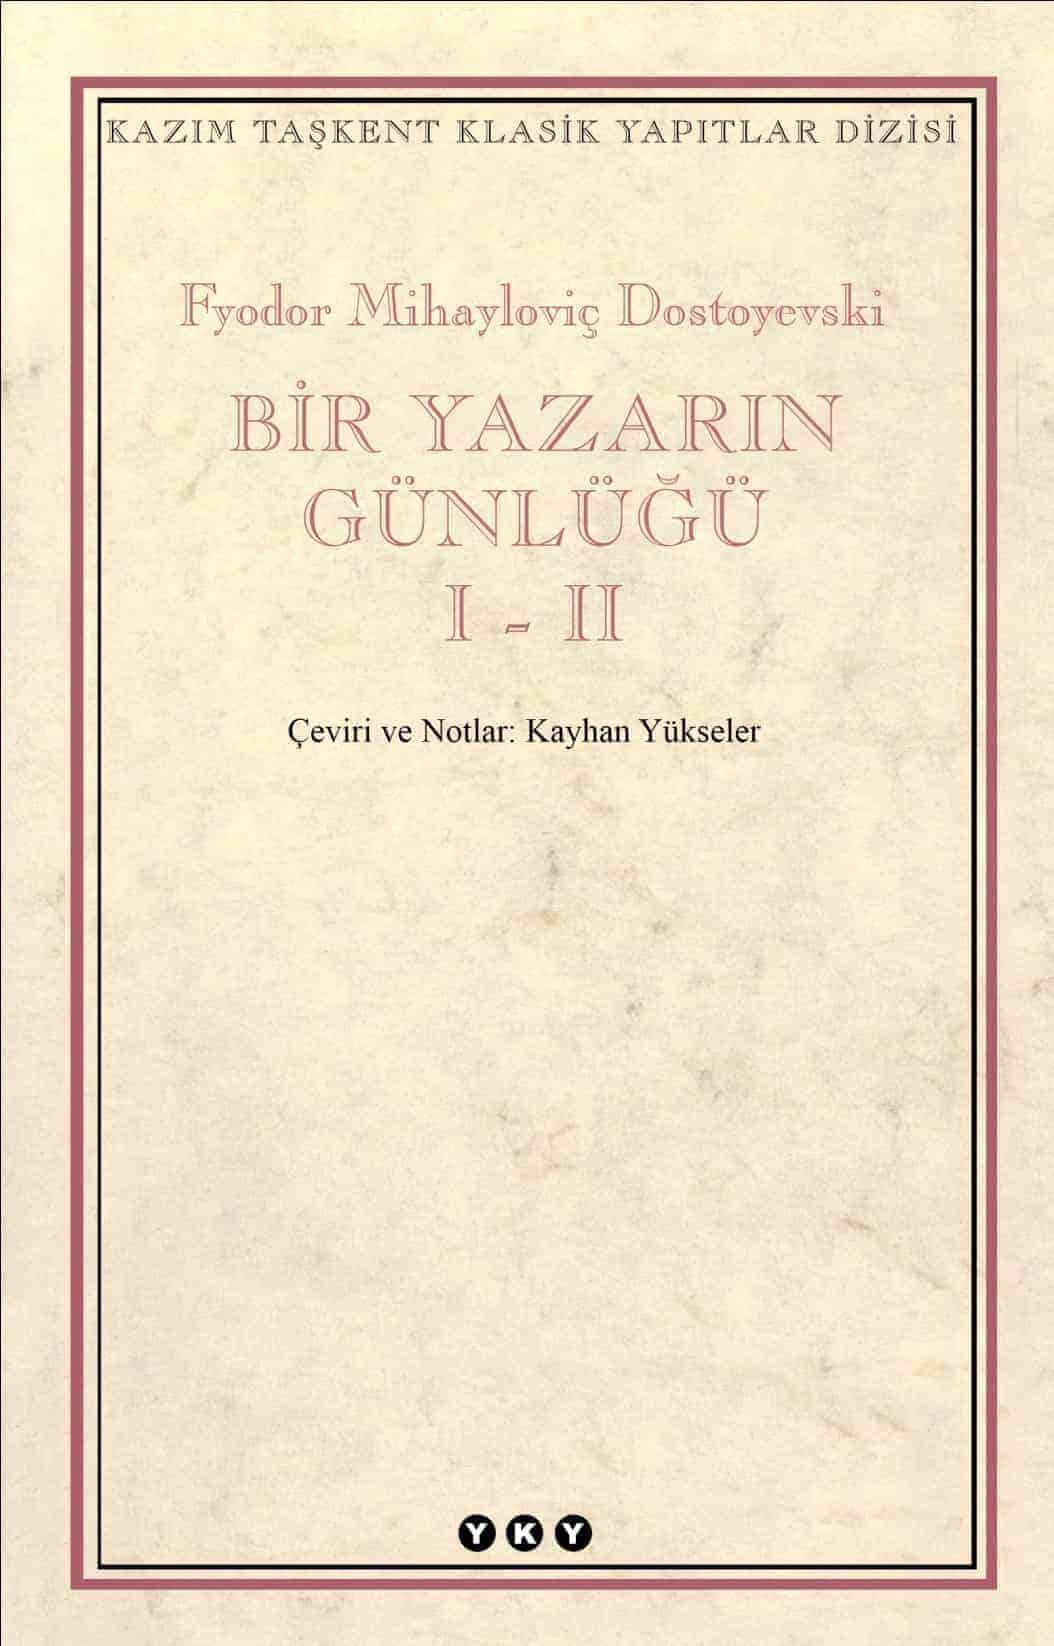 KAZIM TAŞKENT KLASİK YAPITLAR DİZİSİ
Fyodor Mihayloviç Dostoyevski
BİR YAZARIN
GÜNLÜĞÜ
I - II
Çeviri ve Notlar: Kayhan Yükseler
YKY